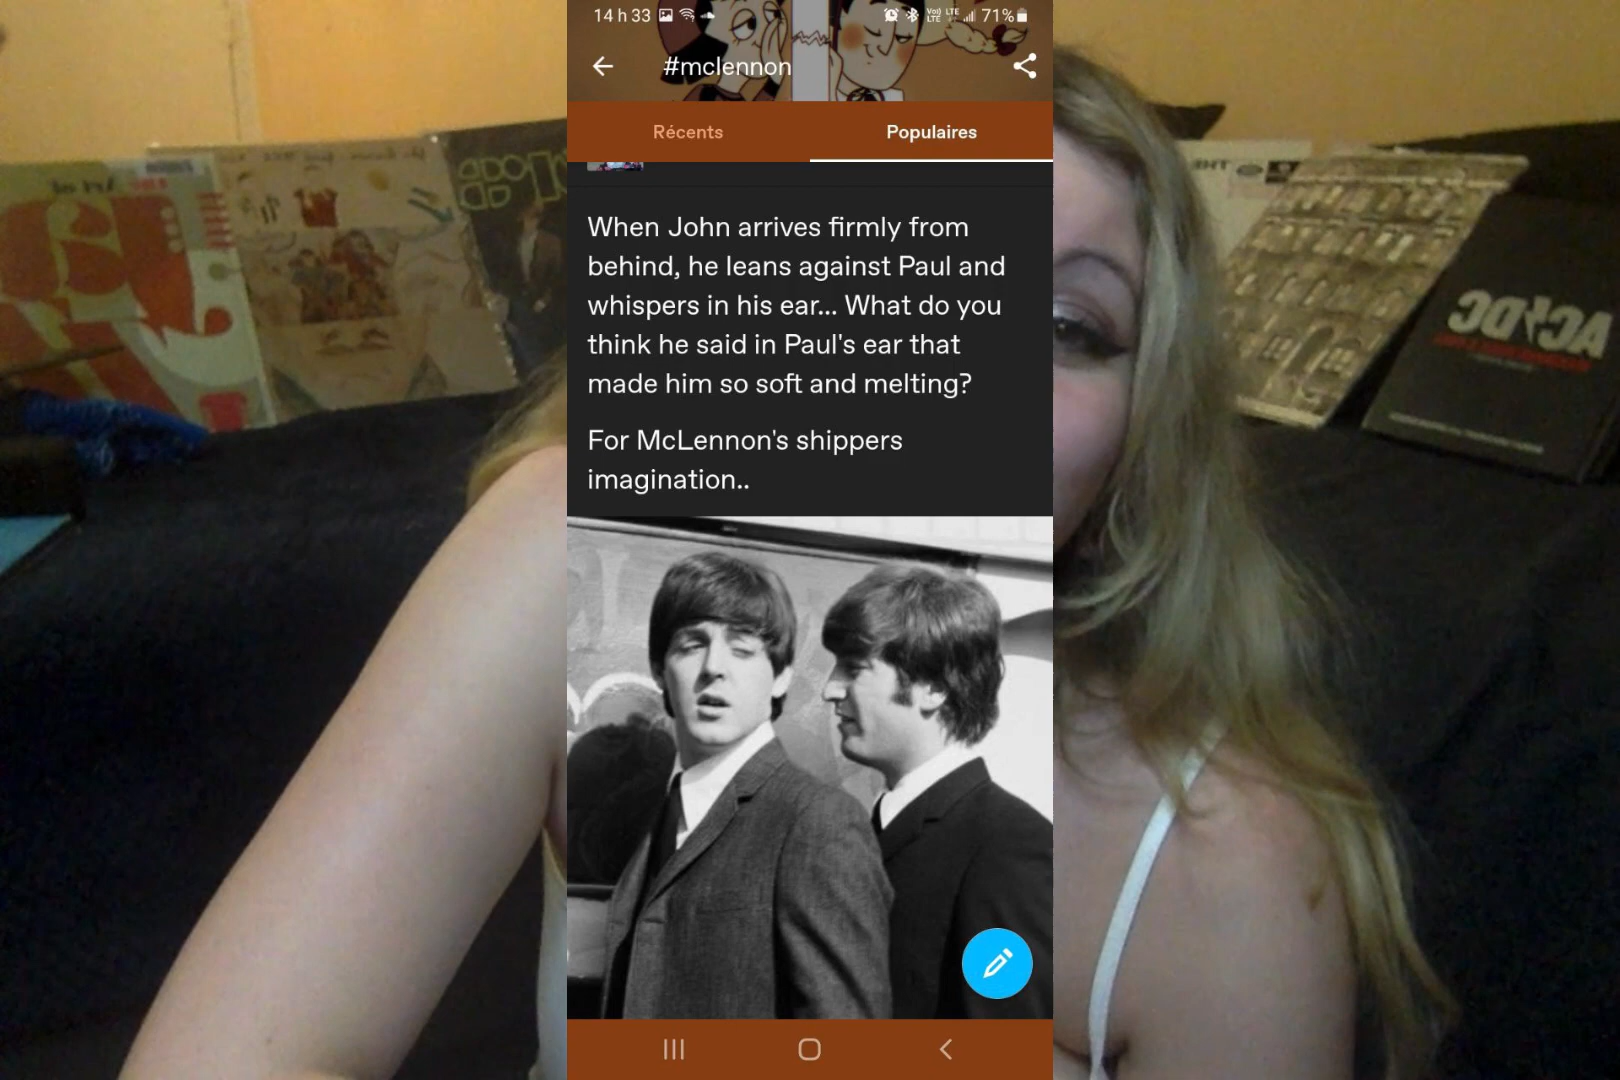 14 h 33
71%
#mclennon
Récents
Populaires
When John arrives firmly from
behind, he leans against Paul and
whispers in his ear... What do you
think he said in Paul's ear that
made him so soft and melting?
For McLennon's shippers
imagination..
AC/DC